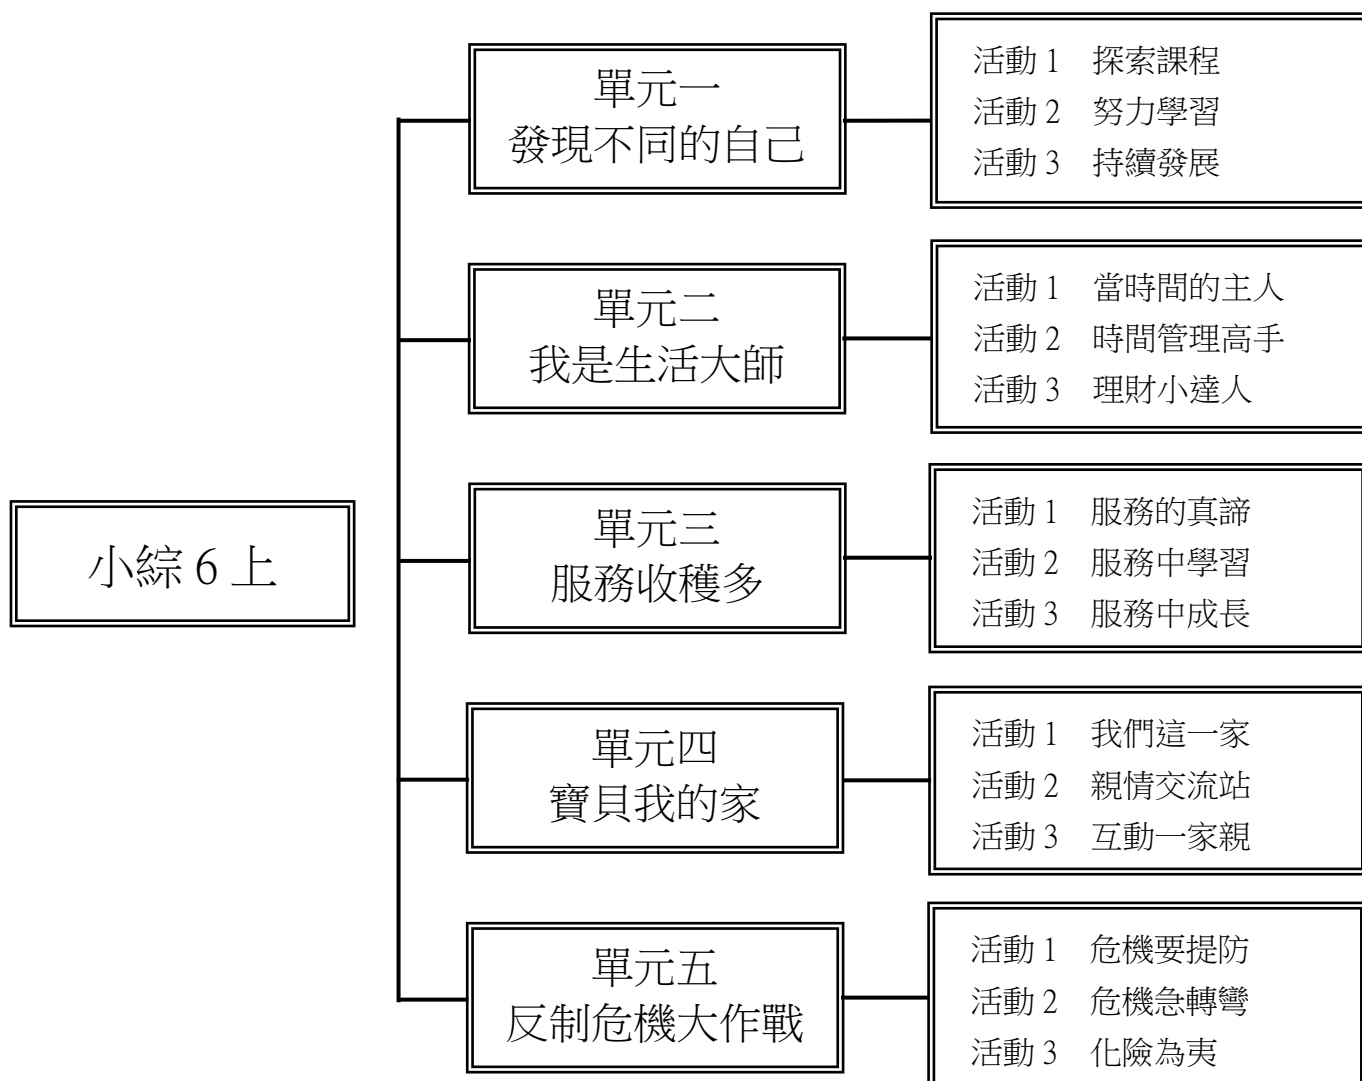 小綜 6 上
單元一
發現不同的自己
活動 1 探索課程
活動 2 努力學習
活動 3 持續發展
單元二
我是生活大師
活動 1 當時間的主人
活動 2 時間管理高手
活動 3 理財小達人
單元三
服務收穫多
活動 1 服務的真諦
活動 2 服務中學習
活動 3 服務中成長
單元四
寶貝我的家
活動 1 我們這一家
活動 2 親情交流站
活動 3 互動一家親
單元五
反制危機大作戰
活動 1 危機要提防
活動 2 危機急轉彎
活動 3 化險為夷